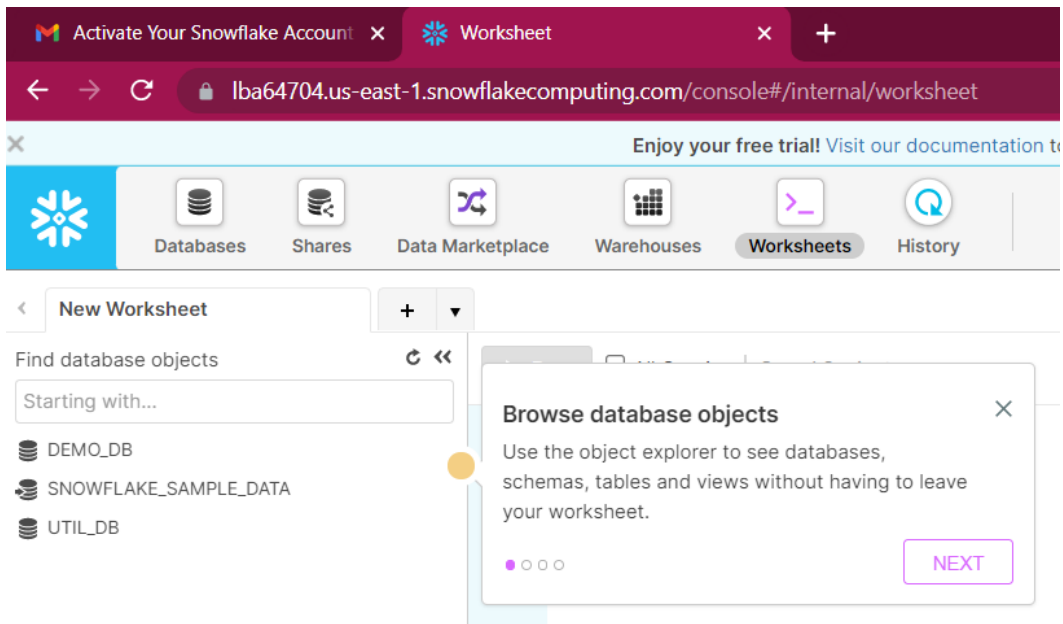 Activate Your Snowflake Account
Worksheet
lba64704.us-east-1.snowflakecomputing.com/console#/internal/worksheet
Enjoy your free trial! Visit our documentation to
Databases
Shares
Data Marketplace
Warehouses
Worksheets
History
New Worksheet
Find database objects
Starting with...
DEMO_DB
SNOWFLAKE_SAMPLE_DATA
UTIL_DB
Browse database objects
Use the object explorer to see databases,
schemas, tables and views without having to leave
your worksheet.
NEXT